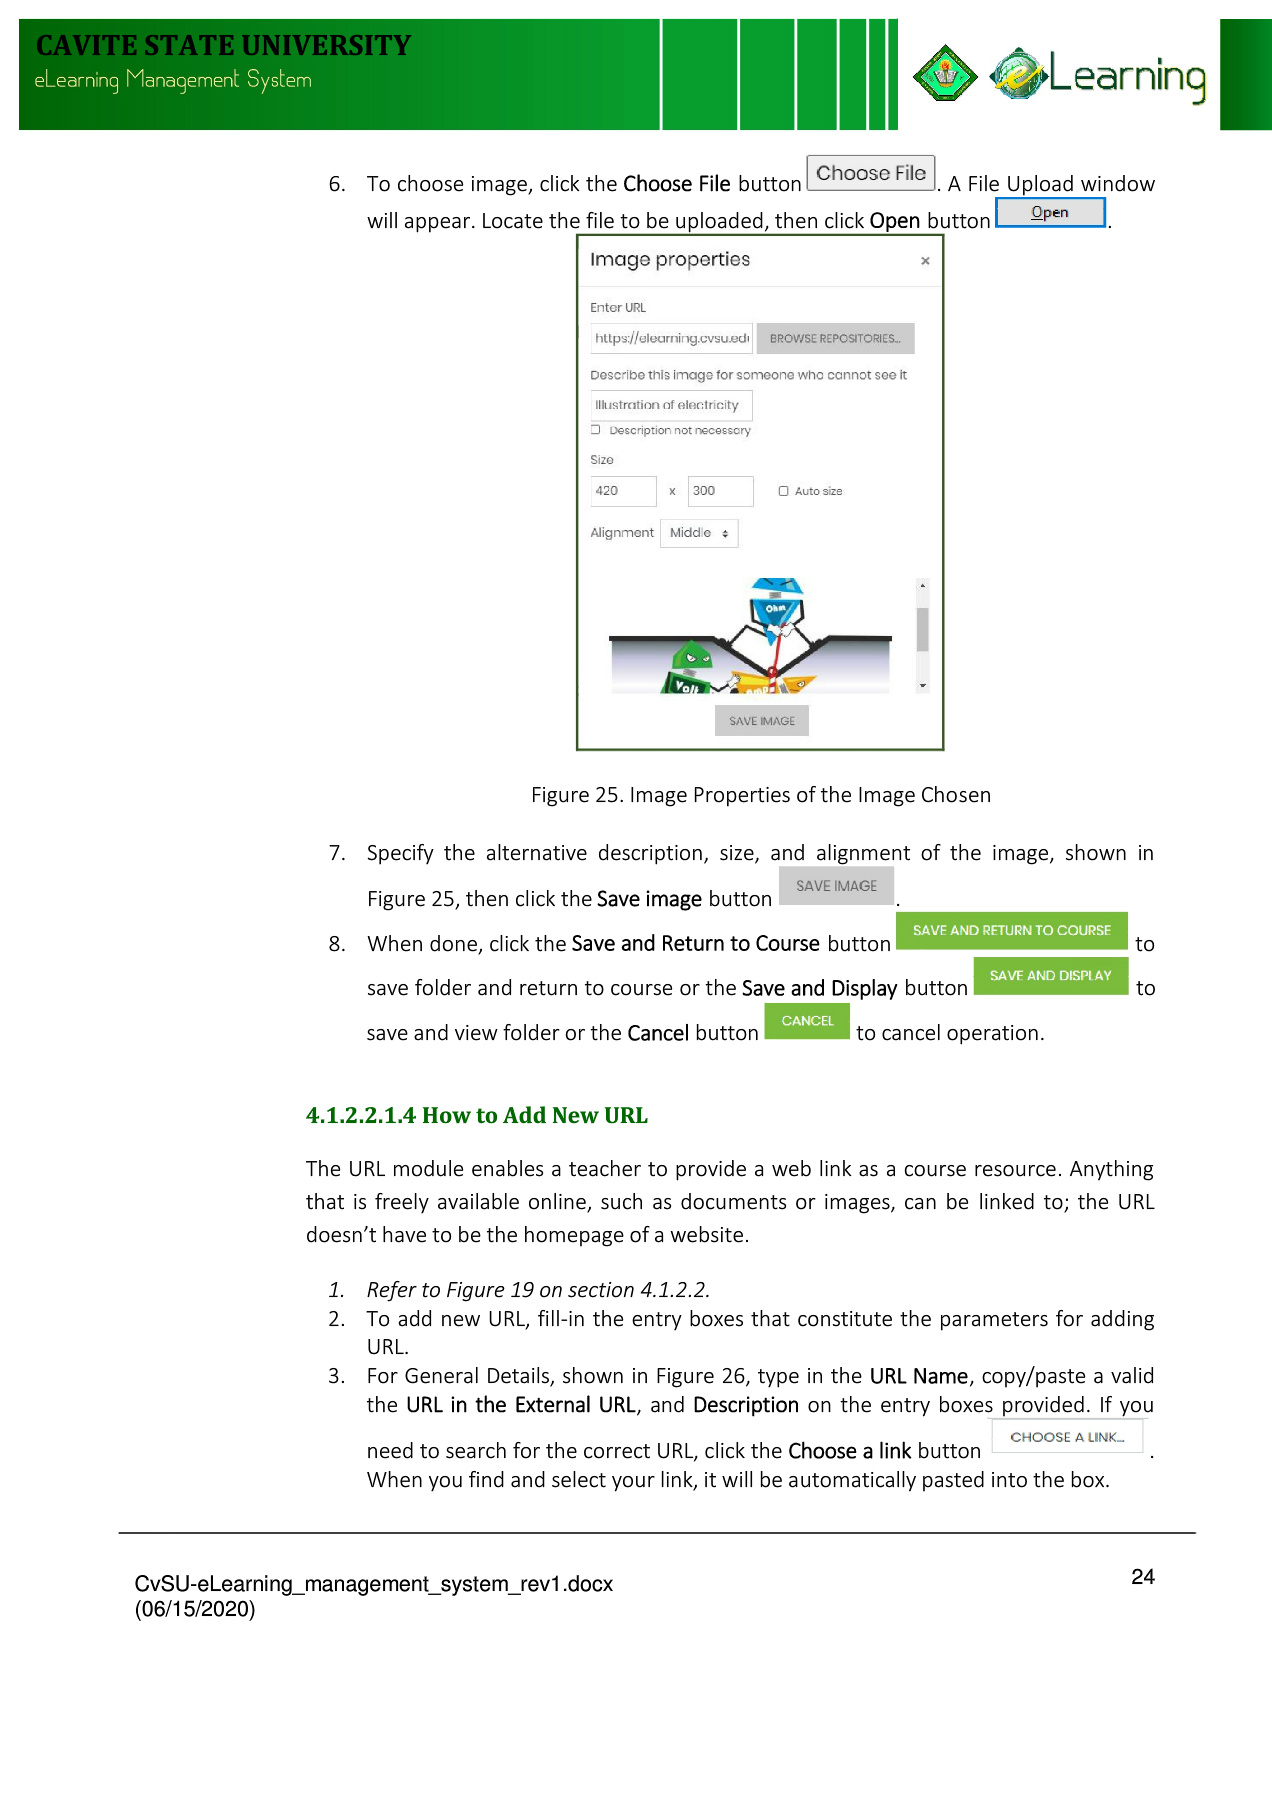 CAVITE STATE UNIVERSITY
eLearning Management System
eLearning
6. To choose image, click the Choose File button Choose File. A File Upload window
will appear. Locate the file to be uploaded, then click Open button Open.
Image properties ×
Enter URL
https://elearning.cvsu.edu BROWSE REPOSITORIES...
Describe this image for someone who cannot see it
Illustration of electricity
Description not necessary
Size
420 x 300 Auto size
Alignment Middle
Ohm
Volt
SAVE IMAGE
Figure 25. Image Properties of the Image Chosen
7. Specify the alternative description, size, and alignment of the image, shown in
Figure 25, then click the Save image button SAVE IMAGE.
8. When done, click the Save and Return to Course button SAVE AND RETURN TO COURSE to
save folder and return to course or the Save and Display button SAVE AND DISPLAY to
save and view folder or the Cancel button CANCEL to cancel operation.
4.1.2.2.1.4 How to Add New URL
The URL module enables a teacher to provide a web link as a course resource. Anything
that is freely available online, such as documents or images, can be linked to; the URL
doesn’t have to be the homepage of a website.
1. Refer to Figure 19 on section 4.1.2.2.
2. To add new URL, fill-in the entry boxes that constitute the parameters for adding
URL.
3. For General Details, shown in Figure 26, type in the URL Name, copy/paste a valid
the URL in the External URL, and Description on the entry boxes provided. If you
need to search for the correct URL, click the Choose a link button CHOOSE A LINK... .
When you find and select your link, it will be automatically pasted into the box.
CvSU-eLearning_management_system_rev1.docx 24
(06/15/2020)